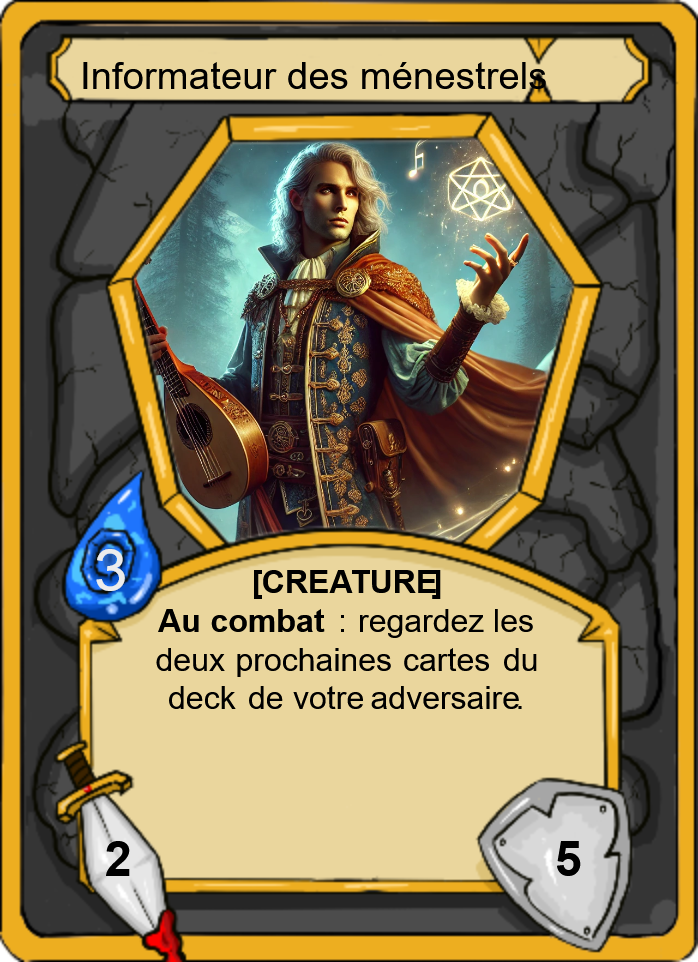 Informateur des ménestrels
3
[CREATURE]
Au combat : regardez les
deux prochaines cartes du
deck de votre adversaire.
2
5